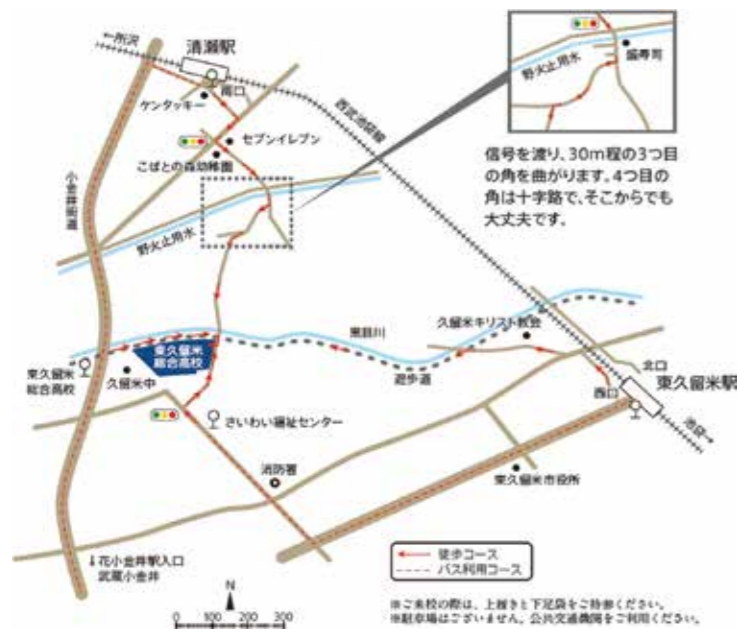 ←所沢
清瀬駅
南口
ケンタッキー
セブンイレブン
こばとの森幼稚園
西武池袋線
小金井街道
野火止用水
野火止用水
盛寿司
信号を渡り、30m程の3つ目
の角を曲がります。4つ目の
角は十字路で、そこからでも
大丈夫です。
黒目川
遊歩道
久留米キリスト教会
北口
東久留米駅
西口
池袋→
東久留米
総合高校
東久留米
総合高校
久留米中
さいわい福祉センター
消防署
東久留米市役所
↓花小金井駅入口
武蔵小金井
徒歩コース
バス利用コース
N
0 100 200 300
※ご来校の際は、上履きと下足袋をご持参ください。
※駐車場はございません。公共交通機関をご利用ください。